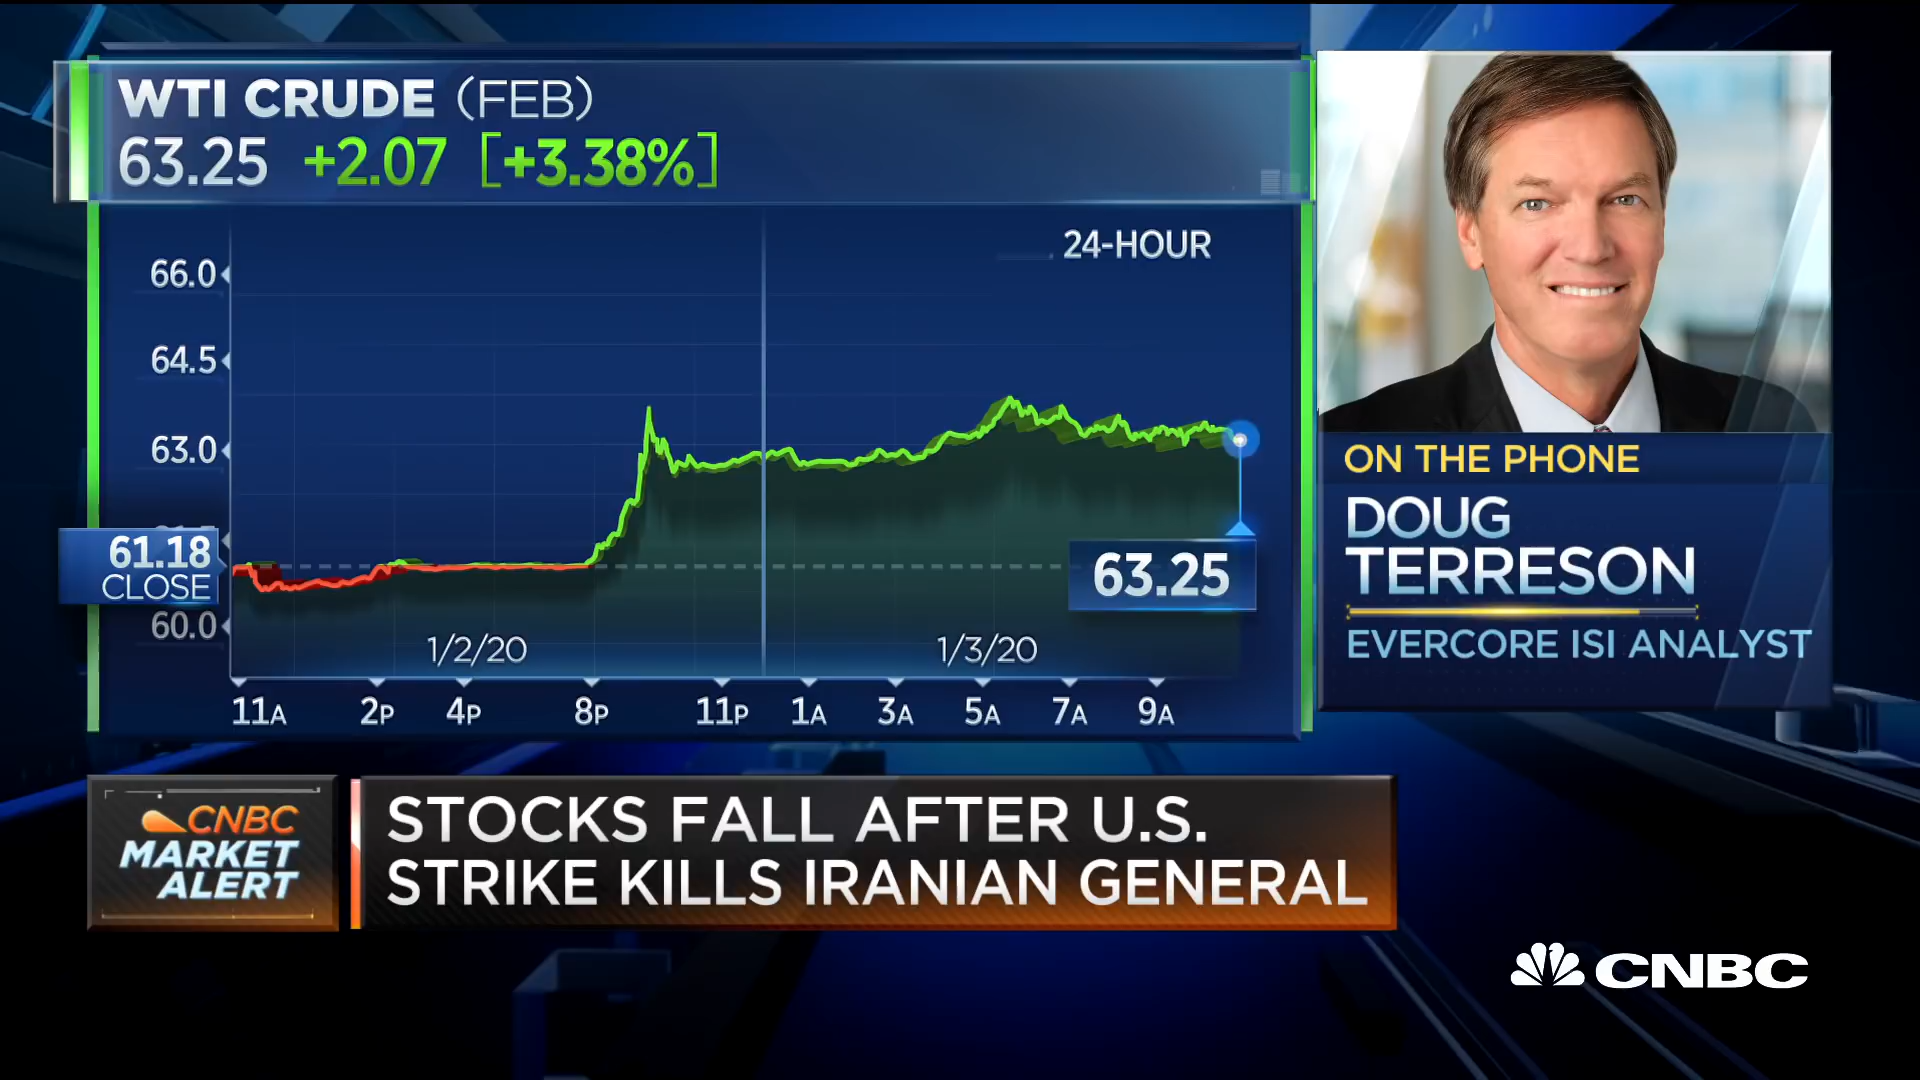 WTI CRUDE (FEB)
63.25 +2.07 [+3.38%]
24-HOUR
66.0
64.5
63.0
61.18
CLOSE
60.0
63.25
1/2/20 1/3/20
11A 2P 4P 8P 11P 1A 3A 5A 7A 9A
ON THE PHONE
DOUG
TERRESON
EVERCORE ISI ANALYST
CNBC
MARKET
ALERT
STOCKS FALL AFTER U.S.
STRIKE KILLS IRANIAN GENERAL
CNBC